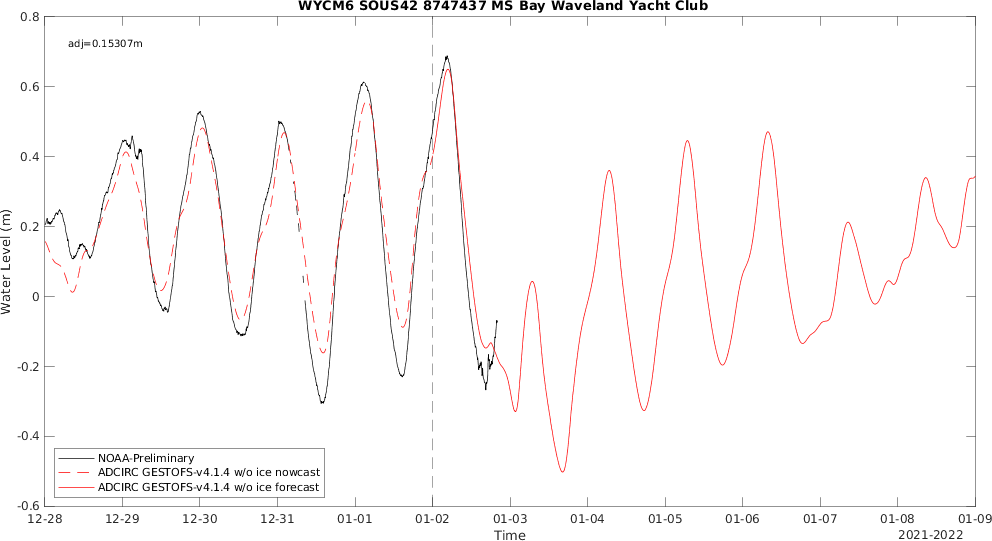 WYCM6 SOUS42 8747437 MS Bay Waveland Yacht Club
adj=0.15307m
0.8
0.6
0.4
0.2
0
-0.2
-0.4
-0.6
Water Level (m)
NOAA-Preliminary
ADCIRC GESTOFS-v4.1.4 w/o ice nowcast
ADCIRC GESTOFS-v4.1.4 w/o ice forecast
12-28 12-29 12-30 12-31 01-01 01-02 01-03 01-04 01-05 01-06 01-07 01-08 01-09
Time
2021-2022